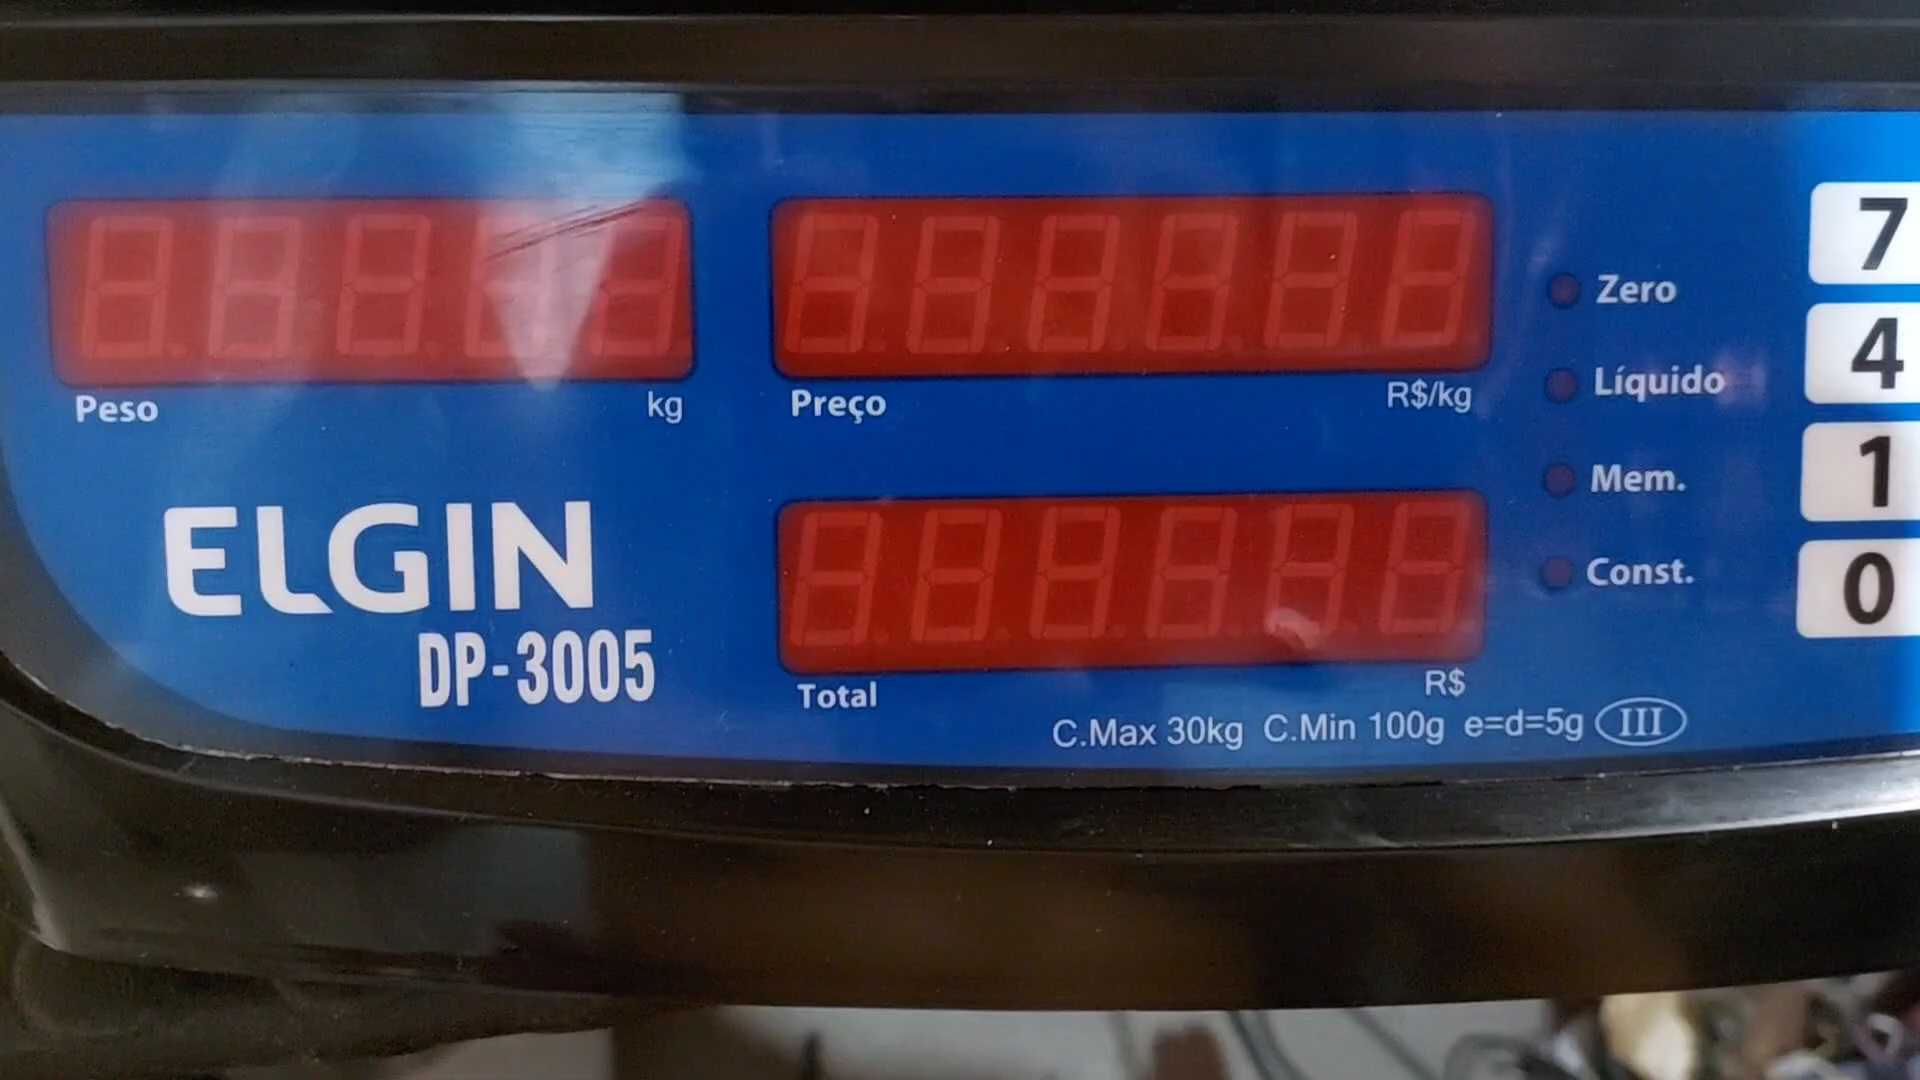 Peso kg
Preço R$/kg
Zero
Líquido
Mem.
Const.
ELGIN
DP-3005
Total R$
C.Max 30kg C.Min 100g e=d=5g III
7
4
1
0